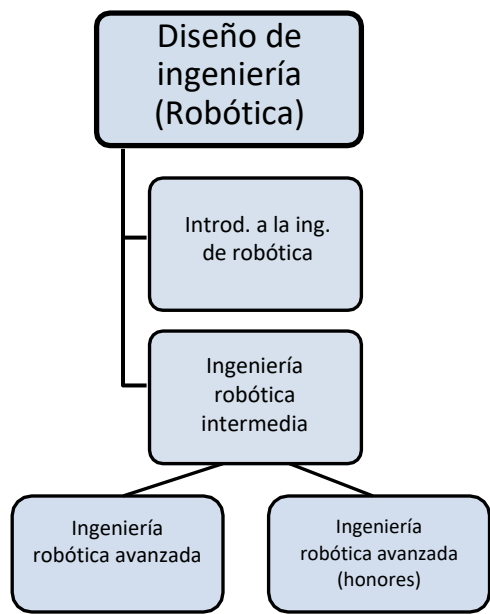 Diseño de
ingeniería
(Robótica)
Introd. a la ing.
de robótica
Ingeniería
robótica
intermedia
Ingeniería
robótica avanzada
Ingeniería
robótica avanzada
(honores)